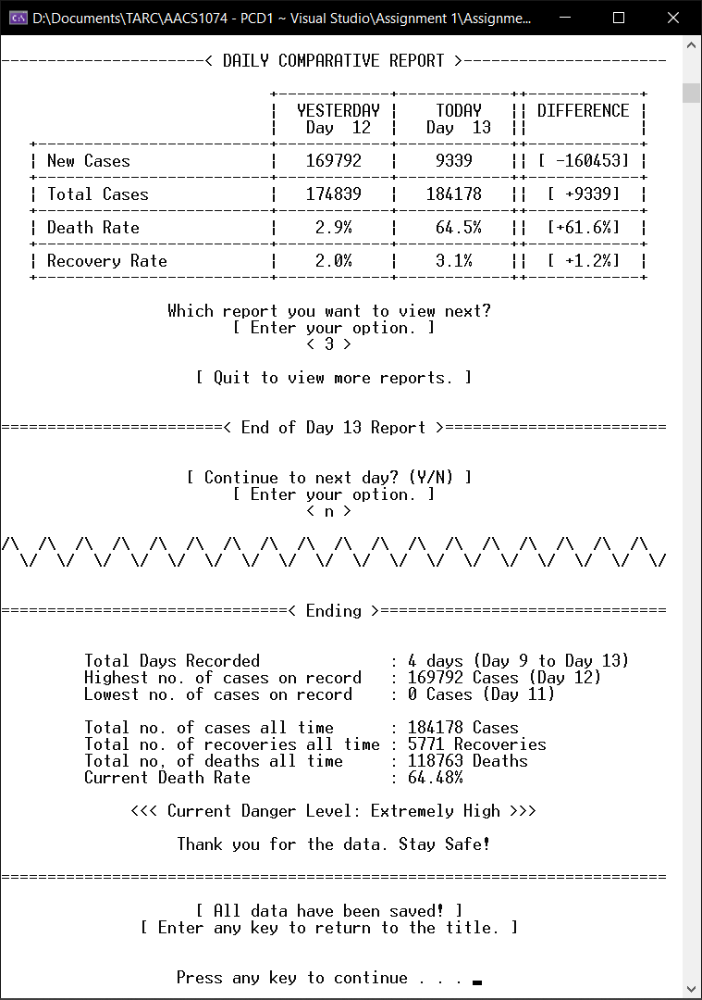 D:\Documents\TARC\AACS1074 - PCD1 ~ Visual Studio\Assignment 1\Assignme...
----------------------< DAILY COMPARATIVE REPORT >----------------------
+------------+------------++------------+
¦  YESTERDAY ¦    TODAY   ¦¦ DIFFERENCE ¦
¦   Day  12  ¦   Day  13  ¦¦            ¦
+-------------------------+------------+------------++------------+
¦ New Cases               ¦   169792   ¦    9339    ¦¦ [ -160453] ¦
+-------------------------+------------+------------++------------+
¦ Total Cases             ¦   174839   ¦   184178   ¦¦  [ +9339]  ¦
+-------------------------+------------+------------++------------+
¦ Death Rate              ¦    2.9%    ¦   64.5%    ¦¦  [+61.6%]  ¦
+-------------------------+------------+------------++------------+
¦ Recovery Rate           ¦    2.0%    ¦    3.1%    ¦¦  [ +1.2%]  ¦
+-------------------------+------------+------------++------------+
Which report you want to view next?
[ Enter your option. ]
< 3 >
[ Quit to view more reports. ]
========================< End of Day 13 Report >========================
[ Continue to next day? (Y/N) ]
[ Enter your option. ]
< n >
/\  /\  /\  /\  /\  /\  /\  /\  /\  /\  /\  /\  /\  /\  /\  /\  /\  /\
  \/  \/  \/  \/  \/  \/  \/  \/  \/  \/  \/  \/  \/  \/  \/  \/  \/  \/
===============================< Ending >===============================
Total Days Recorded              : 4 days (Day 9 to Day 13)
Highest no. of cases on record   : 169792 Cases (Day 12)
Lowest no. of cases on record    : 0 Cases (Day 11)
Total no. of cases all time      : 184178 Cases
Total no. of recoveries all time : 5771 Recoveries
Total no, of deaths all time     : 118763 Deaths
Current Death Rate               : 64.48%
<<< Current Danger Level: Extremely High >>>
Thank you for the data. Stay Safe!
========================================================================
[ All data have been saved! ]
[ Enter any key to return to the title. ]
Press any key to continue . . .